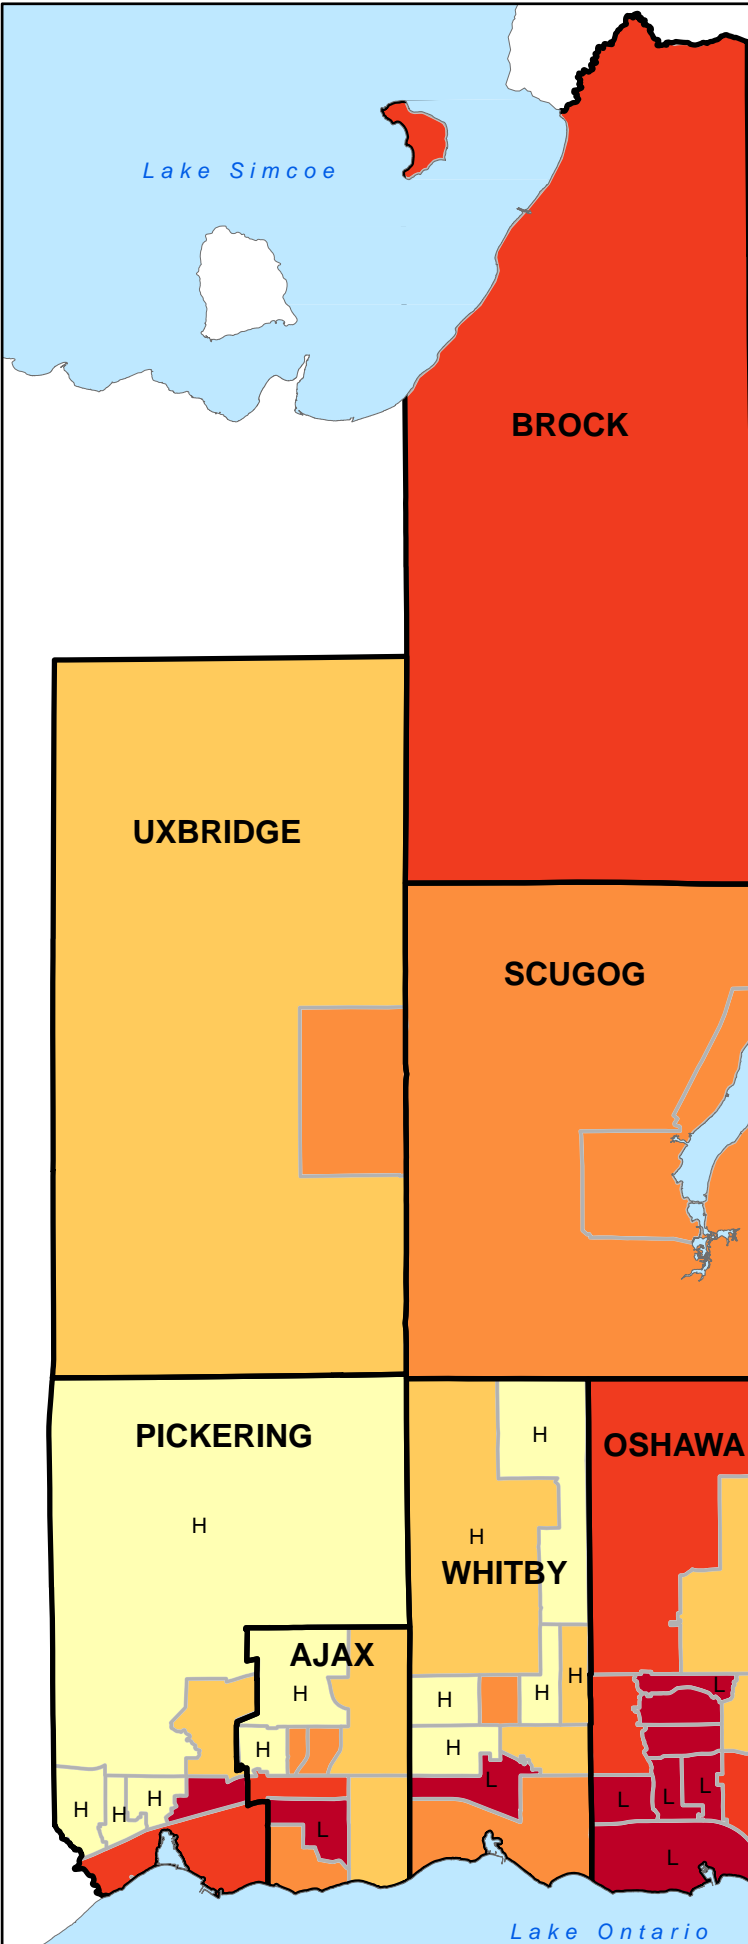 Lake Simcoe
BROCK
UXBRIDGE
SCUGOG
PICKERING
H
OSHAWA
H
H
WHITBY
AJAX
H
H
H
H
L
H
H
H
L
H
H
H
L
L
L
L
L
Lake Ontario